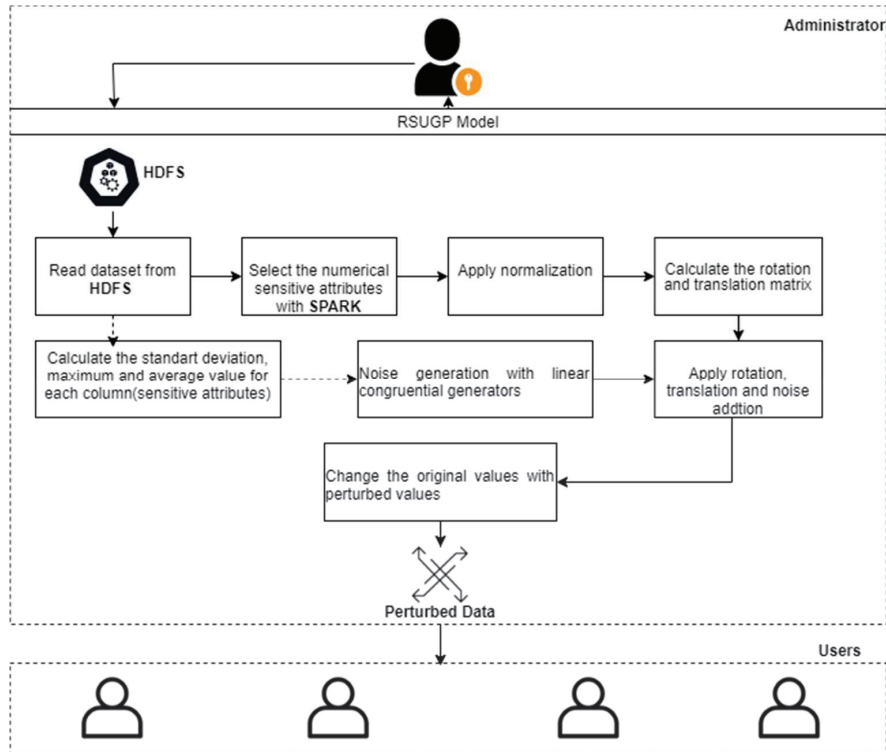 Administrator
RSUGP Model
HDFS
Read dataset from
HDFS
Select the numerical
sensitive attributes
with SPARK
Apply normalization
Calculate the rotation
and translation matrix
Calculate the standart deviation,
maximum and average value for
each column(sensitive attributes)
Noise generation with linear
congruential generators
Apply rotation,
translation and noise
addtion
Change the original values with
perturbed values
Perturbed Data
Users